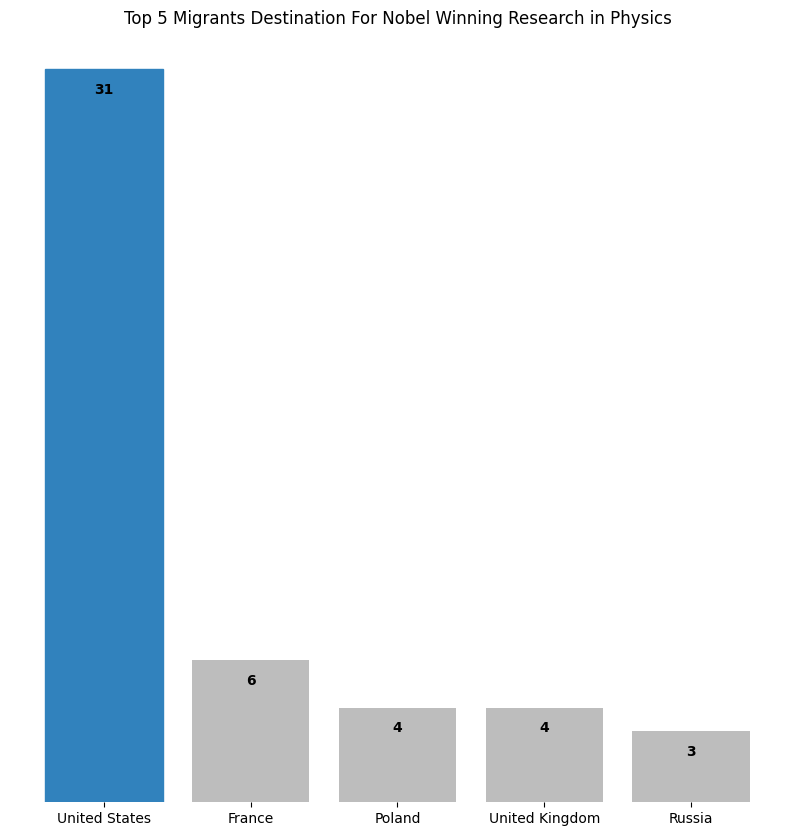 Top 5 Migrants Destination For Nobel Winning Research in Physics
31
6
4
4
3
United States
France
Poland
United Kingdom
Russia